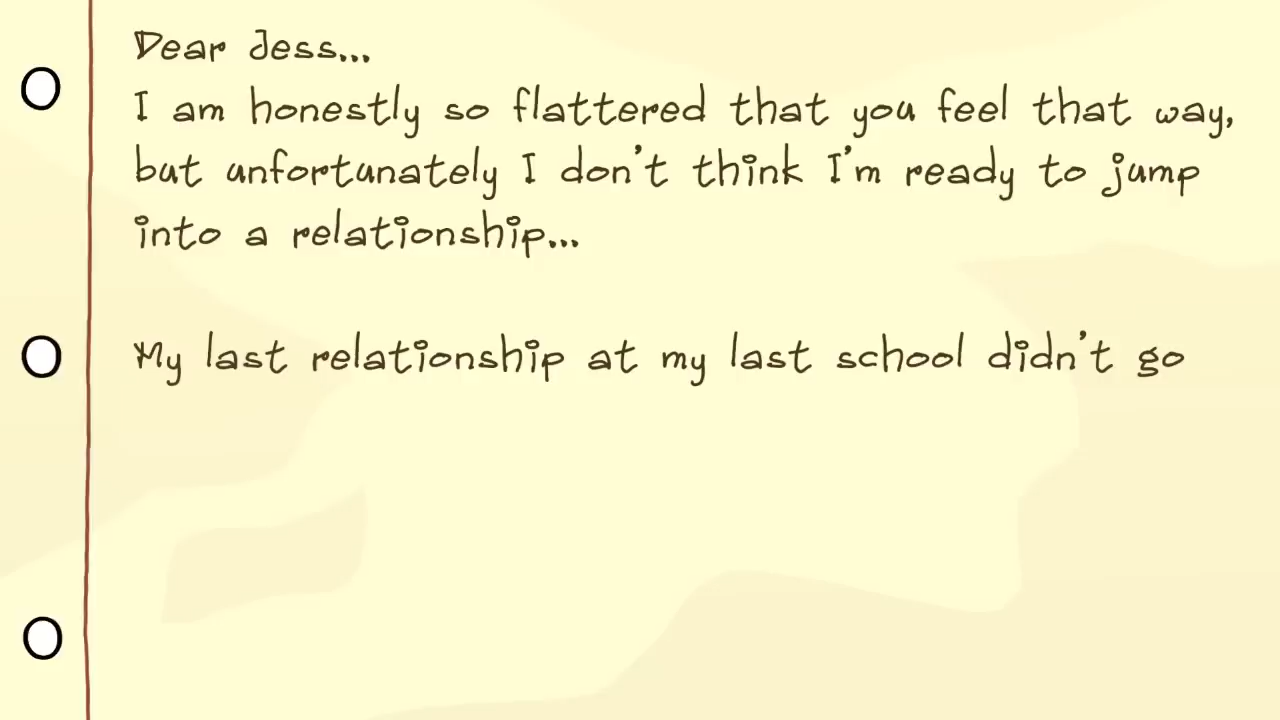 Dear Jess...
I am honestly so flattered that you feel that way,
but unfortunately I don't think I'm ready to jump
into a relationship...
My last relationship at my last school didn't go